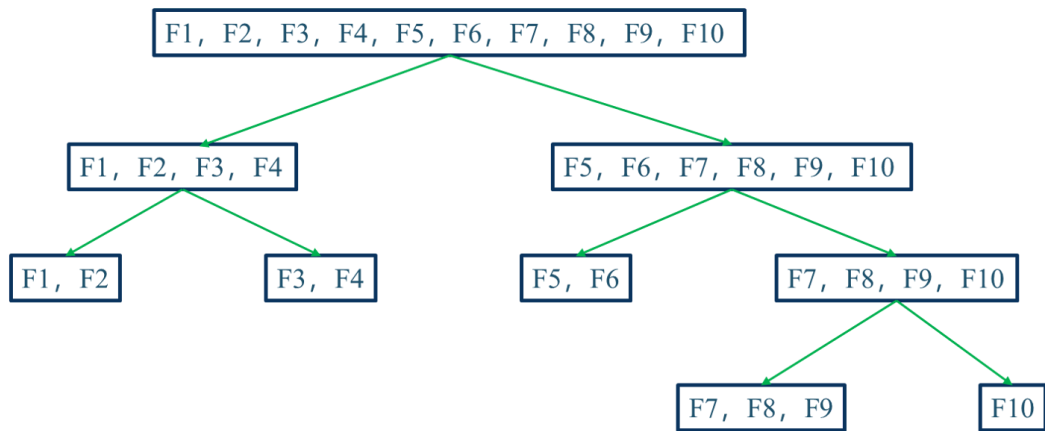 F1, F2, F3, F4, F5, F6, F7, F8, F9, F10
F1, F2, F3, F4
F5, F6, F7, F8, F9, F10
F1, F2
F3, F4
F5, F6
F7, F8, F9, F10
F7, F8, F9
F10